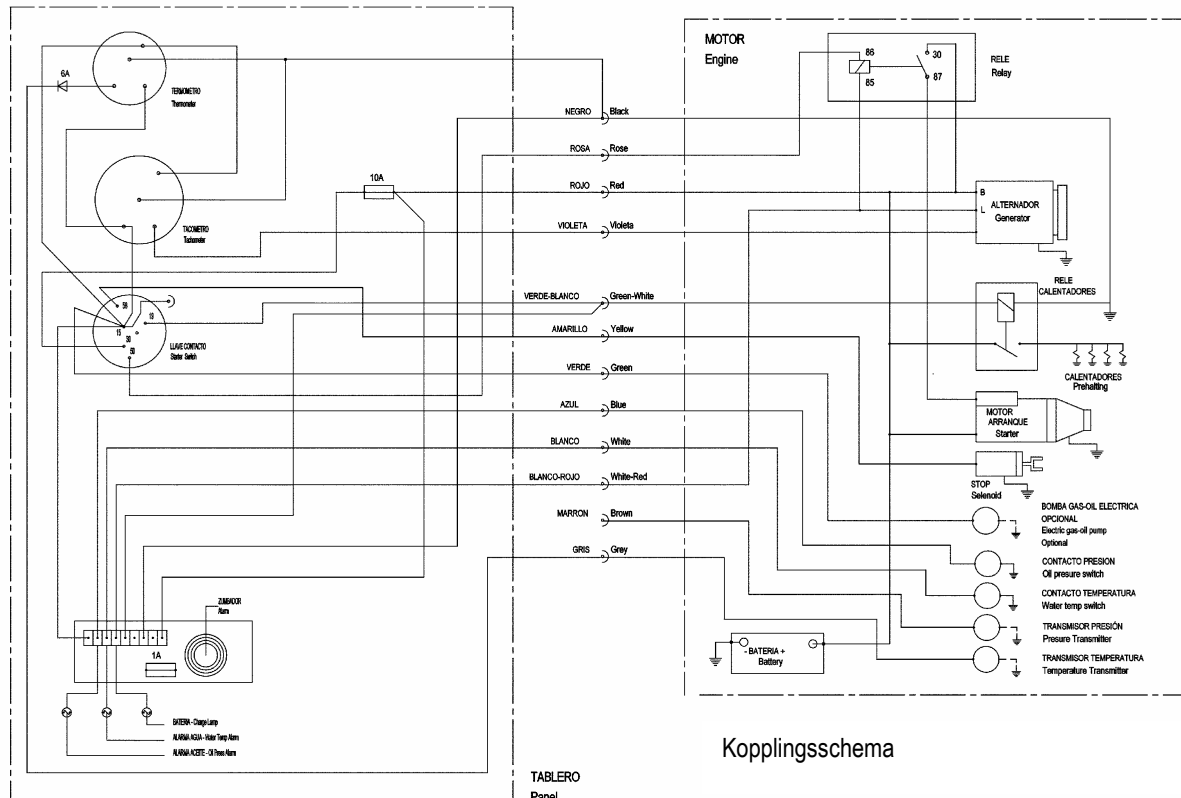 MOTOR
Engine
86
30
85
87
RELE
Relay
6A
TERMOMETRO
Thermometer
NEGRO Black
ROSA Rose
10A
ROJO Red
B
L
ALTERNADOR
Generator
TACOMETRO
Tachometer
VIOLETA Violeta
RELE
CALENTADORES
VERDE-BLANCO Green-White
15
30
50
LLAVE CONTACTO
Starter Switch
AMARILLO Yellow
VERDE Green
CALENTADORES
Prehalting
AZUL Blue
MOTOR
ARRANQUE
Starter
BLANCO White
BLANCO-ROJO White-Red
STOP
Selenoid
MARRON Brown
BOMBA GAS-OIL ELECTRICA
OPCIONAL
Electric gas-oil pump
Optional
GRIS Grey
CONTACTO PRESION
Oil presure switch
CONTACTO TEMPERATURA
Water temp switch
TRANSMISOR PRESIÓN
Presure Transmitter
TRANSMISOR TEMPERATURA
Temperature Transmitter
ZUMBADOR
Alarm
1A
- BATERIA +
Battery
BATERIA - Charge Lamp
ALARMA AGUA - Water Temp Alarm
ALARMA ACEITE - Oil Press Alarm
Kopplingsschema
TABLERO
Panel